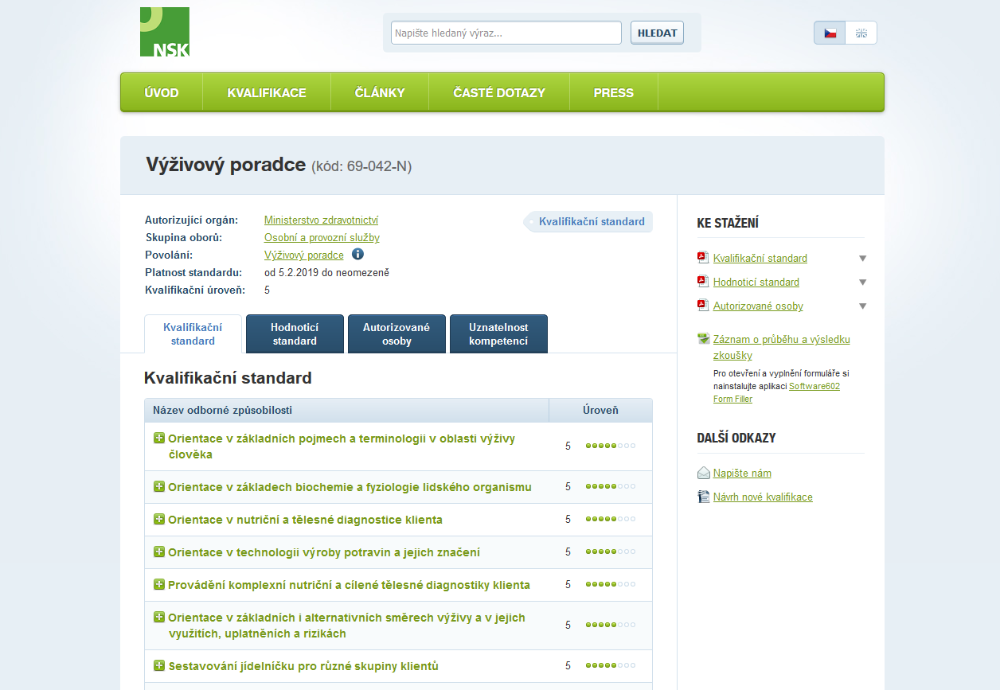 NSK
Napište hledaný výraz...
HLEDAT
ÚVOD
KVALIFIKACE
ČLÁNKY
ČASTÉ DOTAZY
PRESS
Výživový poradce (kód: 69-042-N)
Autorizující orgán: Ministerstvo zdravotnictví
Skupina oborů: Osobní a provozní služby
Povolání: Výživový poradce
Platnost standardu: od 5.2.2019 do neomezeně
Kvalifikační úroveň: 5
Kvalifikační standard
Kvalifikační
standard
Hodnoticí
standard
Autorizované
osoby
Uznatelnost
kompetencí
Kvalifikační standard
Název odborné způsobilosti Úroveň
Orientace v základních pojmech a terminologii v oblasti výživy
člověka 5
Orientace v základech biochemie a fyziologie lidského organismu 5
Orientace v nutriční a tělesné diagnostice klienta 5
Orientace v technologii výroby potravin a jejich značení 5
Provádění komplexní nutriční a cílené tělesné diagnostiky klienta 5
Orientace v základních i alternativních směrech výživy a v jejich
využitích, uplatněních a rizikách 5
Sestavování jídelníčku pro různé skupiny klientů 5
KE STAŽENÍ
Kvalifikační standard
Hodnoticí standard
Autorizované osoby
Záznam o průběhu a výsledku
zkoušky
Pro otevření a vyplnění formuláře si
nainstalujte aplikaci Software602
Form Filler
DALŠÍ ODKAZY
Napište nám
Návrh nové kvalifikace